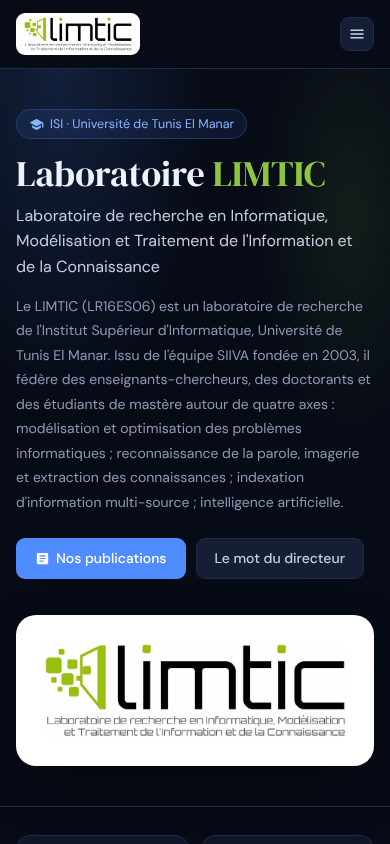 limtic
Laboratoire de recherche en Informatique, Modélisation
et Traitement de l'Information et de la Connaissance
ISI · Université de Tunis El Manar
Laboratoire LIMTIC
Laboratoire de recherche en Informatique,
Modélisation et Traitement de l'Information et
de la Connaissance
Le LIMTIC (LR16ES06) est un laboratoire de recherche
de l'Institut Supérieur d'Informatique, Université de
Tunis El Manar. Issu de l'équipe SIIVA fondée en 2003, il
fédère des enseignants-chercheurs, des doctorants et
des étudiants de mastère autour de quatre axes :
modélisation et optimisation des problèmes
informatiques ; reconnaissance de la parole, imagerie
et extraction des connaissances ; indexation
d'information multi-source ; intelligence artificielle.
Nos publications
Le mot du directeur
limtic
Laboratoire de recherche en Informatique, Modélisation
et Traitement de l'Information et de la Connaissance